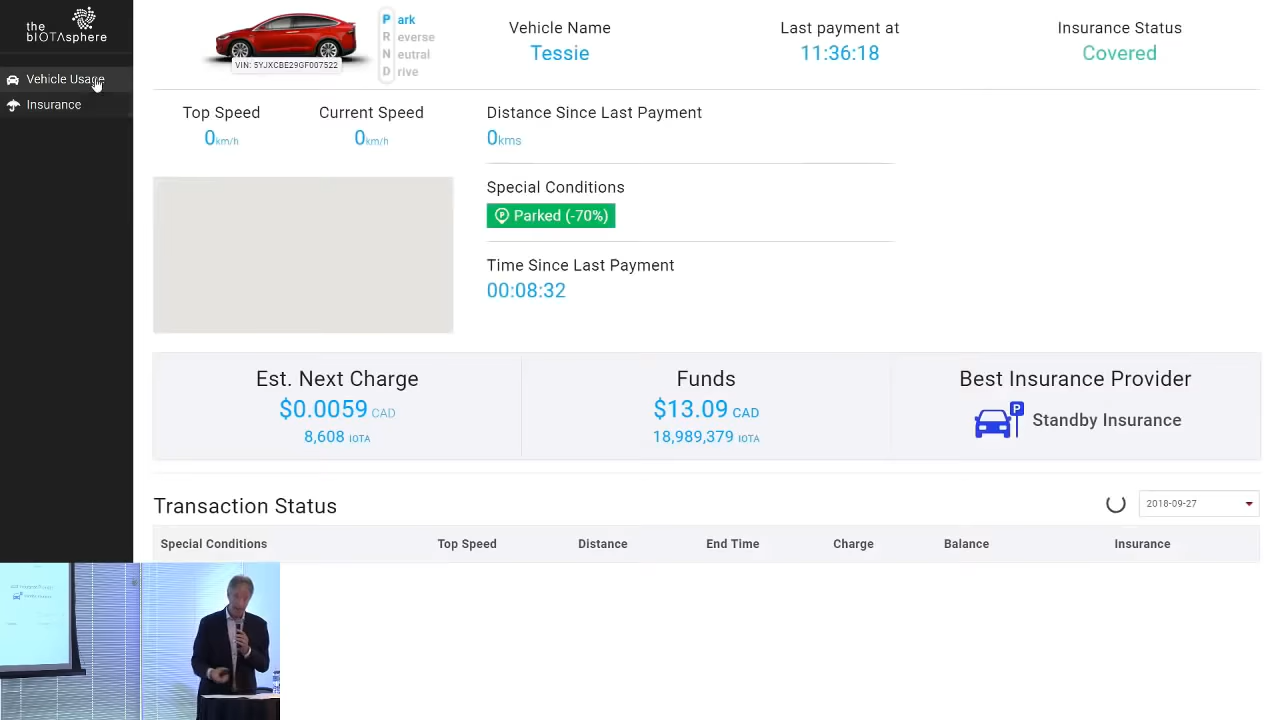 the
biOTAsphere
Vehicle Usage
Insurance
VIN: 5YJXCBE29GF007522
Park
Reverse
Neutral
Drive
Vehicle Name
Tessie
Last payment at
11:36:18
Insurance Status
Covered
Top Speed
0km/h
Current Speed
0km/h
Distance Since Last Payment
0kms
Special Conditions
P Parked (-70%)
Time Since Last Payment
00:08:32
Est. Next Charge
$0.0059 CAD
8,608 IOTA
Funds
$13.09 CAD
18,989,379 IOTA
Best Insurance Provider
P
Standby Insurance
Transaction Status
2018-09-27
Special Conditions Top Speed Distance End Time Charge Balance Insurance